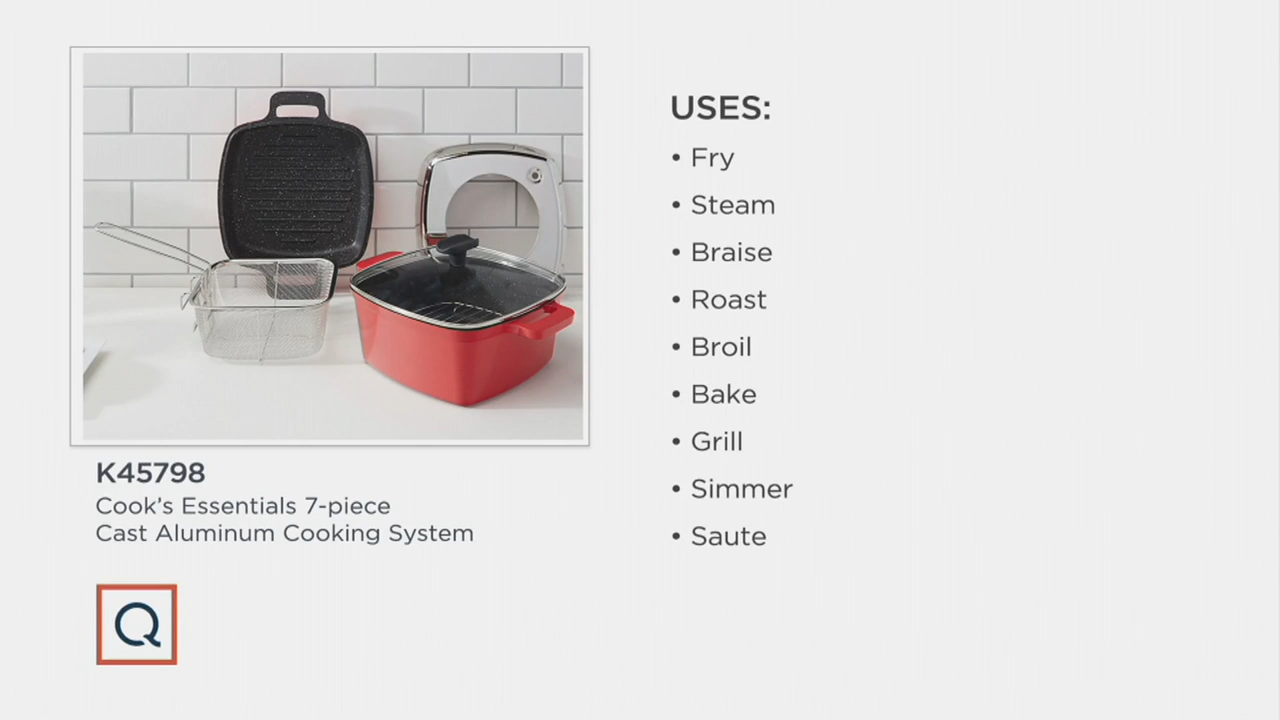 K45798
Cook's Essentials 7-piece
Cast Aluminum Cooking System
Q
USES:
• Fry
• Steam
• Braise
• Roast
• Broil
• Bake
• Grill
• Simmer
• Saute